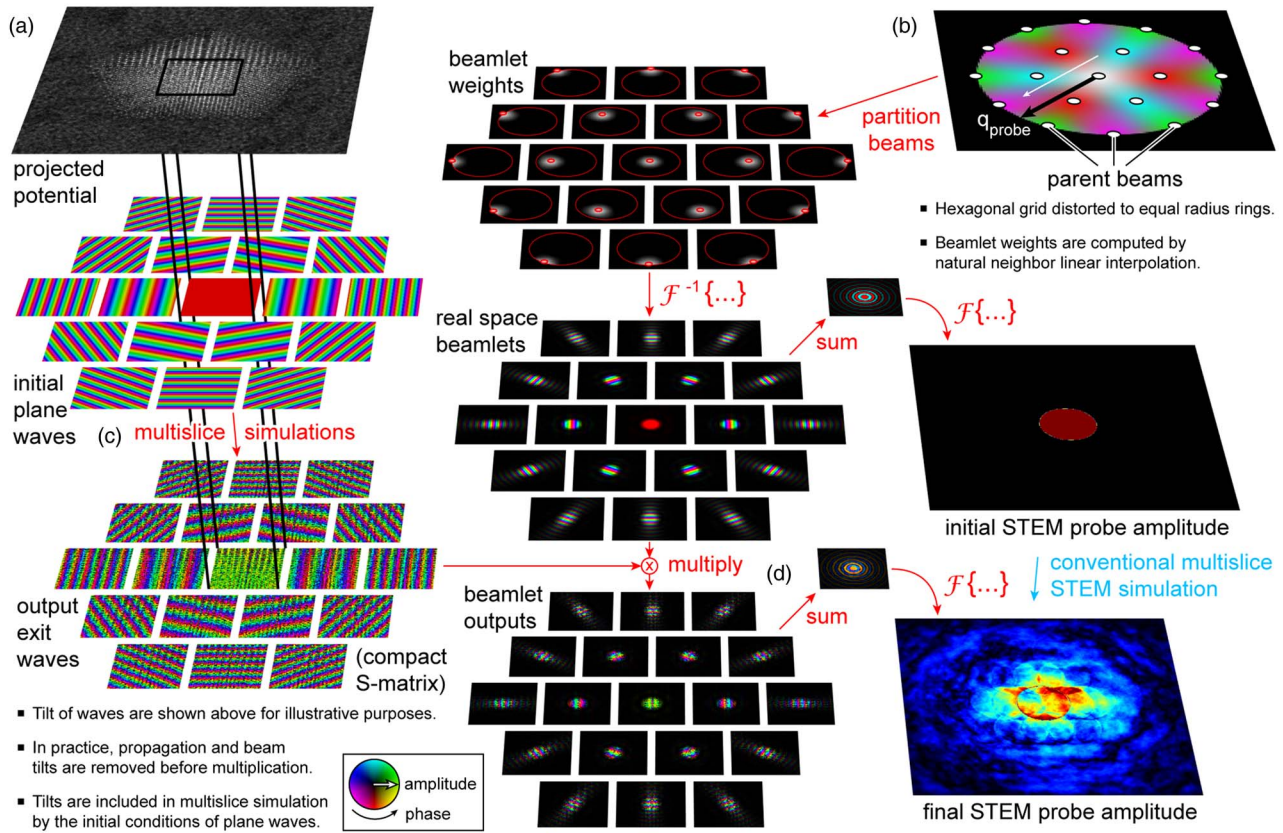 (a)
projected
potential
initial
plane
waves
(c)
multislice simulations
output
exit
waves
(compact
S-matrix)
▪ Tilt of waves are shown above for illustrative purposes.
▪ In practice, propagation and beam
tilts are removed before multiplication.
▪ Tilts are included in multislice simulation
by the initial conditions of plane waves.
amplitude
phase
beamlet
weights
partition
beams
ℱ⁻¹{...}
real space
beamlets
sum
ℱ{...}
x
multiply
(d)
beamlet
outputs
sum
ℱ{...}
(b)
q_probe
parent beams
▪ Hexagonal grid distorted to equal radius rings.
▪ Beamlet weights are computed by
natural neighbor linear interpolation.
initial STEM probe amplitude
conventional multislice
STEM simulation
final STEM probe amplitude